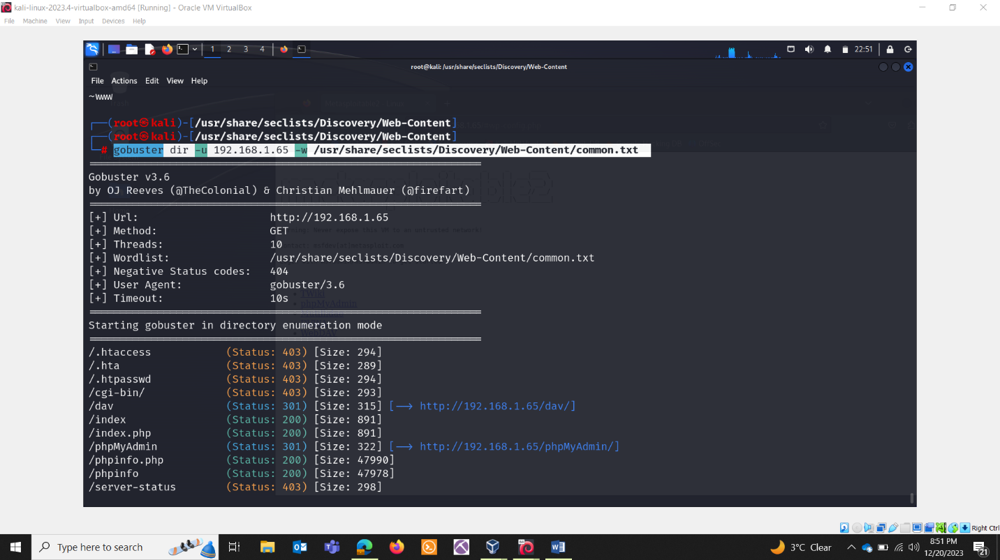 kali-linux-2023.4-virtualbox-amd64 [Running] - Oracle VM VirtualBox
File Machine View Input Devices Help
1 2 3 4 22:51
root@kali: /usr/share/seclists/Discovery/Web-Content
File Actions Edit View Help
~www
┌──(root㉿kali)-[/usr/share/seclists/Discovery/Web-Content]
┌──(root㉿kali)-[/usr/share/seclists/Discovery/Web-Content]
└─# gobuster dir -u 192.168.1.65 -w /usr/share/seclists/Discovery/Web-Content/common.txt
===============================================================
Gobuster v3.6
by OJ Reeves (@TheColonial) & Christian Mehlmauer (@firefart)
===============================================================
[+] Url: http://192.168.1.65
[+] Method: GET
[+] Threads: 10
[+] Wordlist: /usr/share/seclists/Discovery/Web-Content/common.txt
[+] Negative Status codes: 404
[+] User Agent: gobuster/3.6
[+] Timeout: 10s
===============================================================
Starting gobuster in directory enumeration mode
===============================================================
/.htaccess (Status: 403) [Size: 294]
/.hta (Status: 403) [Size: 289]
/.htpasswd (Status: 403) [Size: 294]
/cgi-bin/ (Status: 403) [Size: 293]
/dav (Status: 301) [Size: 315] [--> http://192.168.1.65/dav/]
/index (Status: 200) [Size: 891]
/index.php (Status: 200) [Size: 891]
/phpMyAdmin (Status: 301) [Size: 322] [--> http://192.168.1.65/phpMyAdmin/]
/phpinfo.php (Status: 200) [Size: 47990]
/phpinfo (Status: 200) [Size: 47978]
/server-status (Status: 403) [Size: 298]
Right Ctrl
Type here to search
3°C Clear
8:51 PM
12/20/2023
21